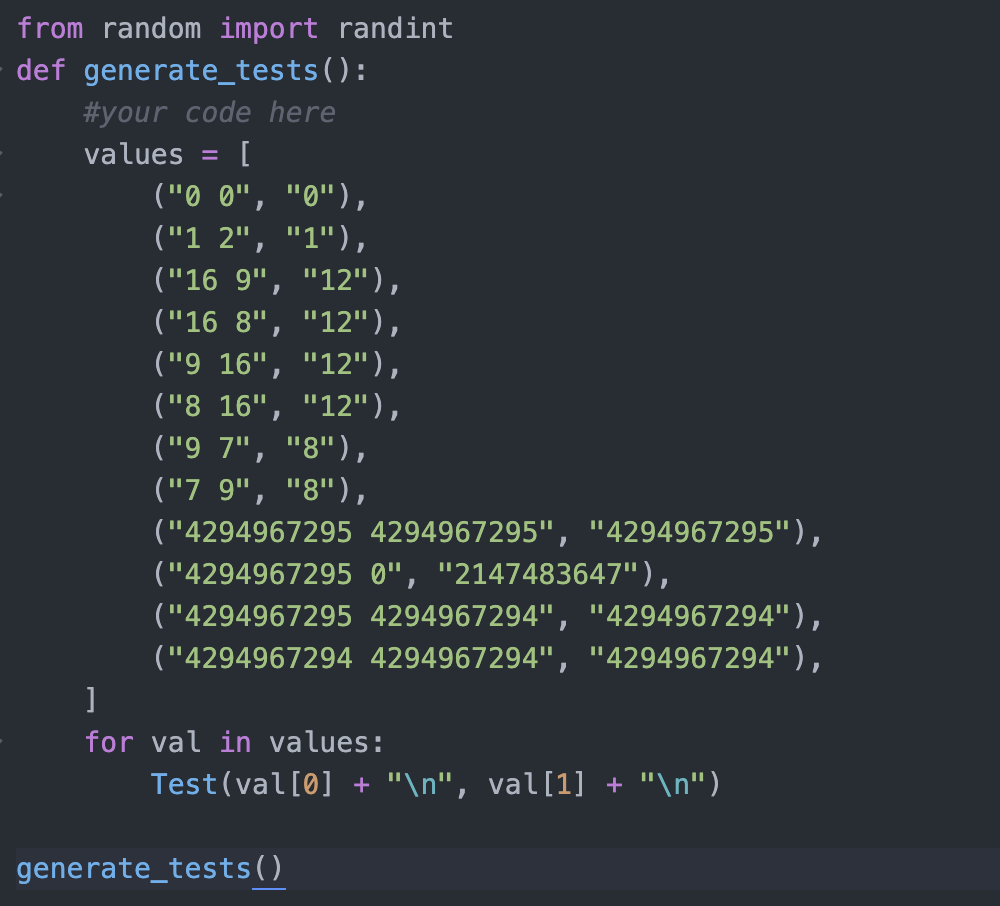 from random import randint
def generate_tests():
    #your code here
    values = [
        ("0 0", "0"),
        ("1 2", "1"),
        ("16 9", "12"),
        ("16 8", "12"),
        ("9 16", "12"),
        ("8 16", "12"),
        ("9 7", "8"),
        ("7 9", "8"),
        ("4294967295 4294967295", "4294967295"),
        ("4294967295 0", "2147483647"),
        ("4294967295 4294967294", "4294967294"),
        ("4294967294 4294967294", "4294967294"),
    ]
    for val in values:
        Test(val[0] + "\n", val[1] + "\n")
generate_tests()